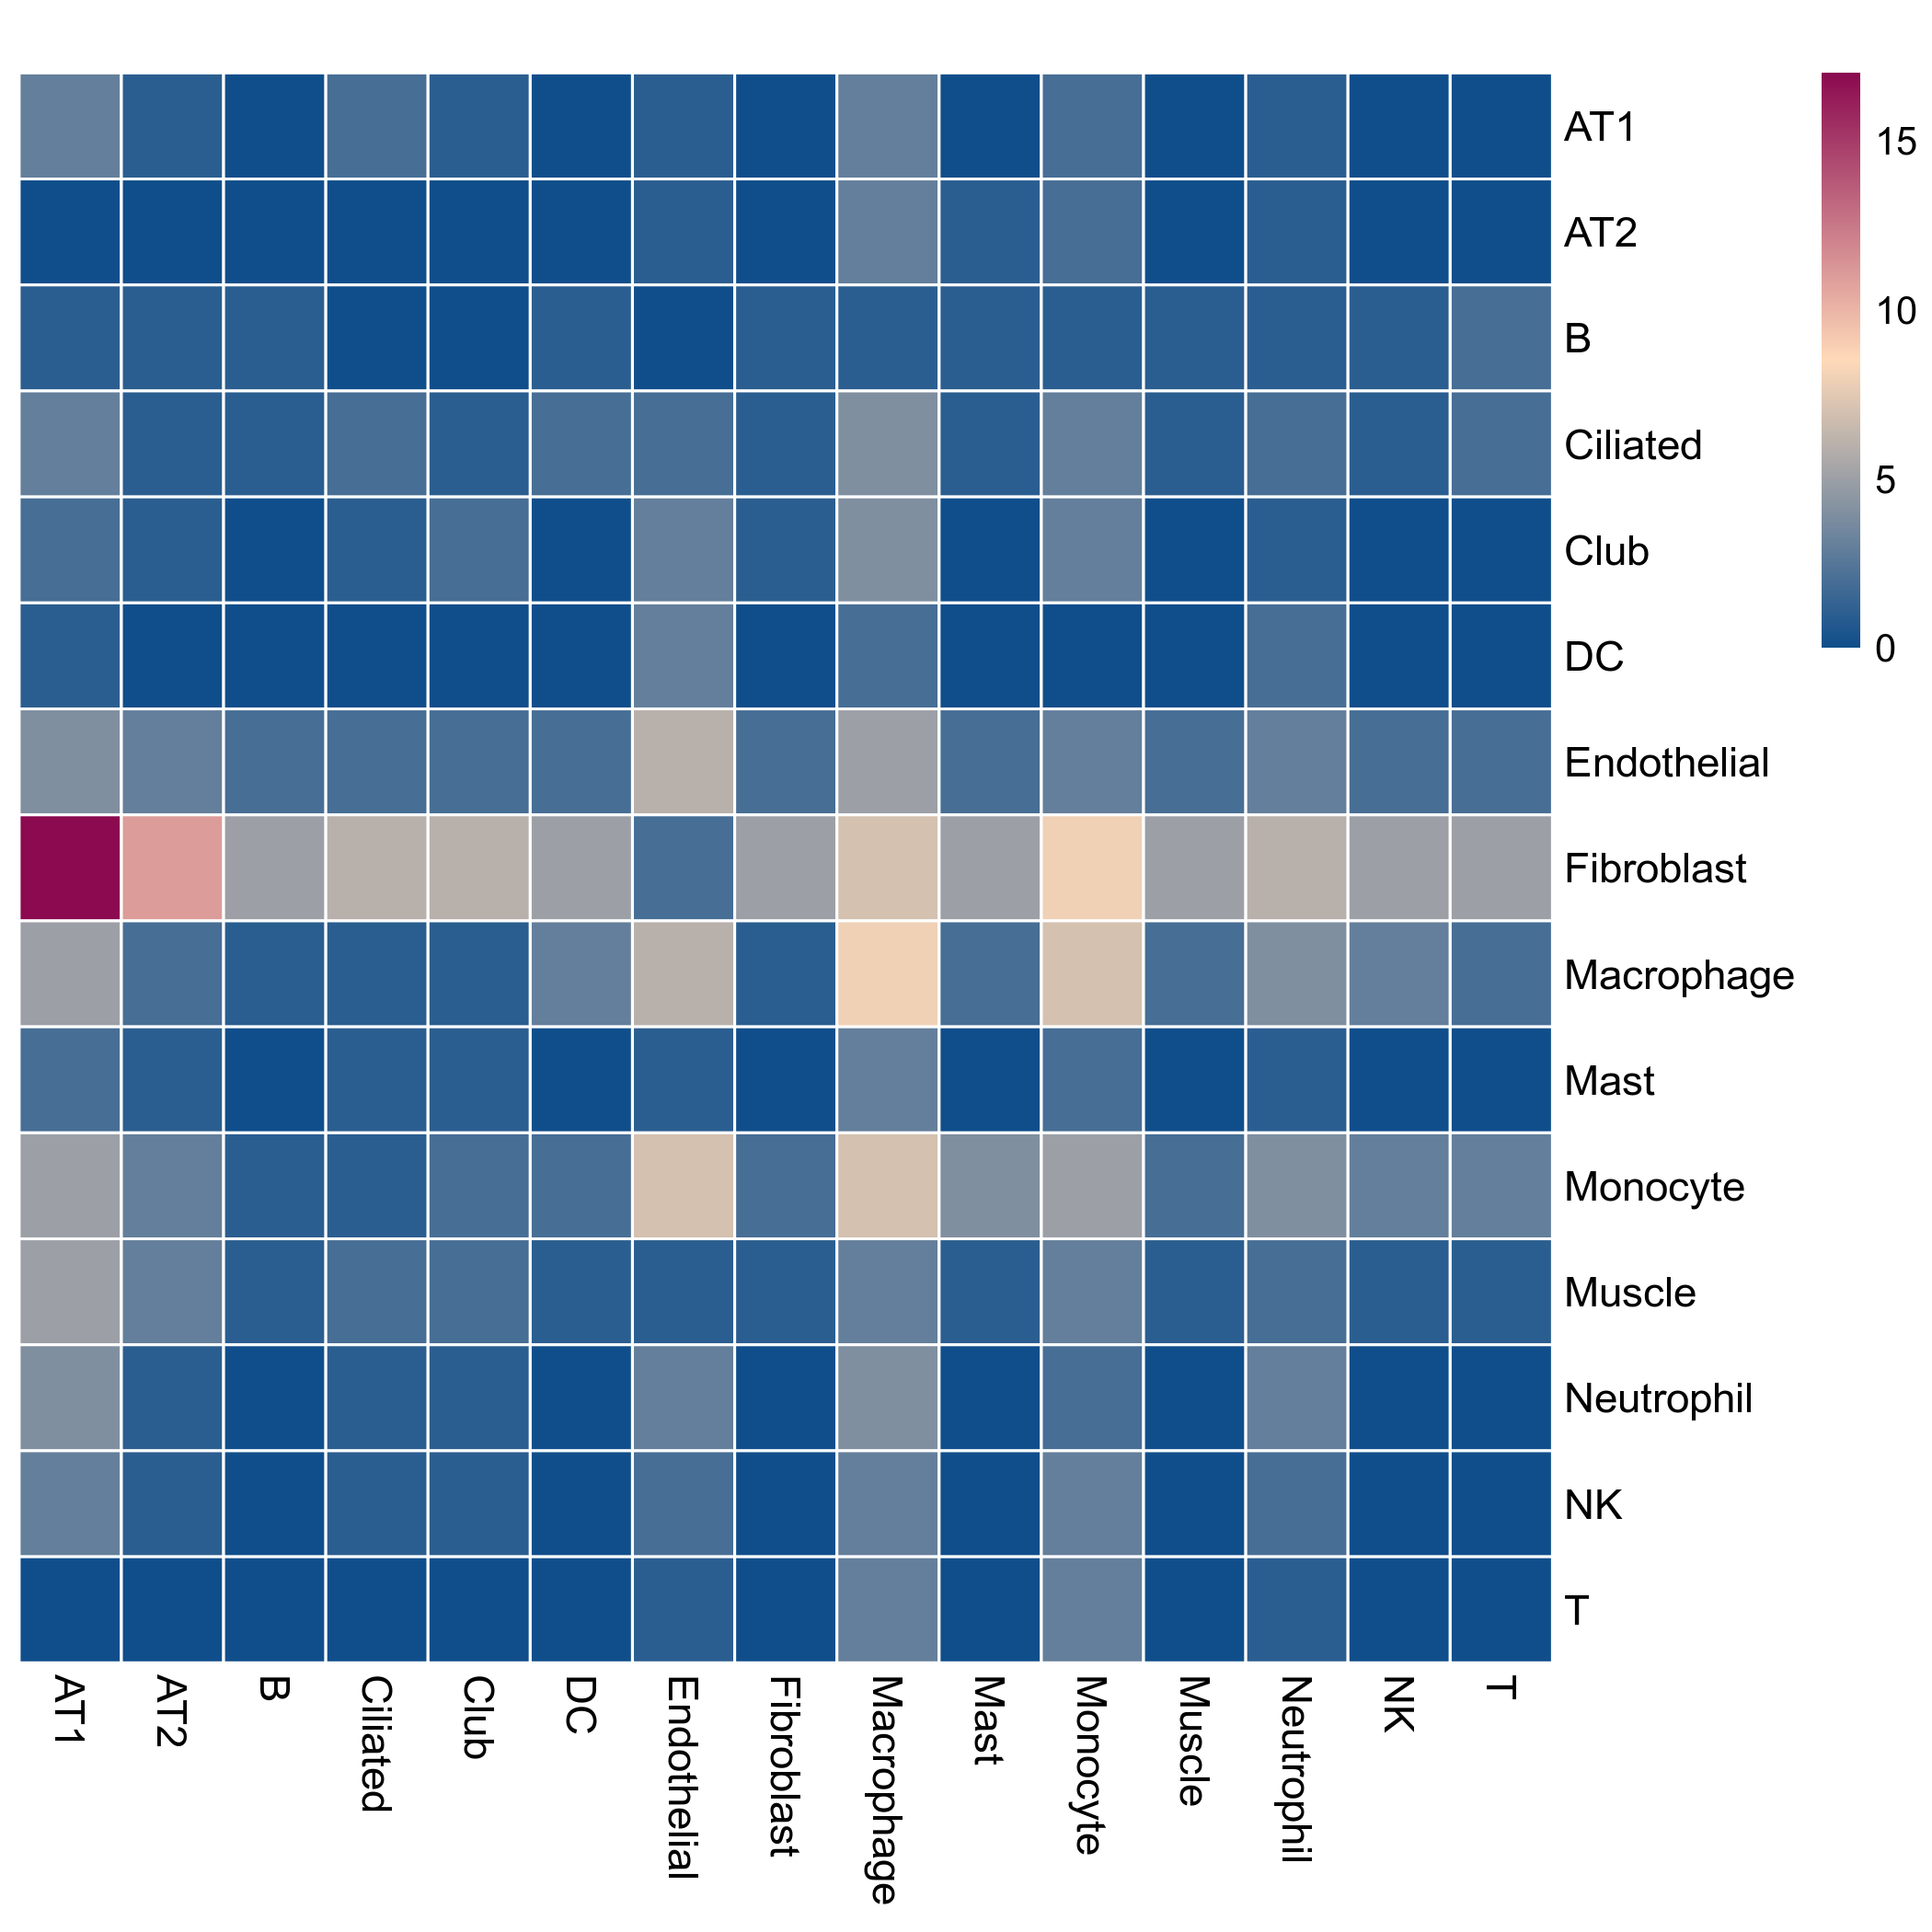 AT1
AT2
B
Ciliated
Club
DC
Endothelial
Fibroblast
Macrophage
Mast
Monocyte
Muscle
Neutrophil
NK
T
15
10
5
0
AT1
AT2
B
Ciliated
Club
DC
Endothelial
Fibroblast
Macrophage
Mast
Monocyte
Muscle
Neutrophil
NK
T